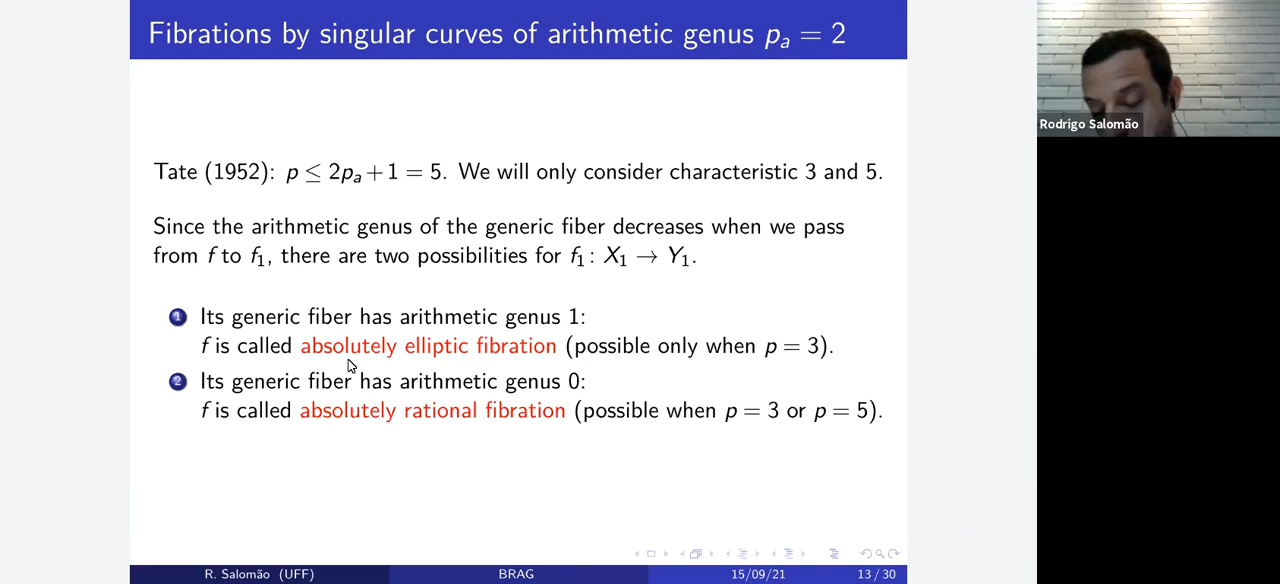 Fibrations by singular curves of arithmetic genus pₐ = 2
Rodrigo Salomão
Tate (1952): p ≤ 2pₐ + 1 = 5. We will only consider characteristic 3 and 5.
Since the arithmetic genus of the generic fiber decreases when we pass
from f to f₁, there are two possibilities for f₁ : X₁ → Y₁.
1 Its generic fiber has arithmetic genus 1:
f is called absolutely elliptic fibration (possible only when p = 3).
2 Its generic fiber has arithmetic genus 0:
f is called absolutely rational fibration (possible when p = 3 or p = 5).
R. Salomão (UFF) BRAG 15/09/21 13 / 30